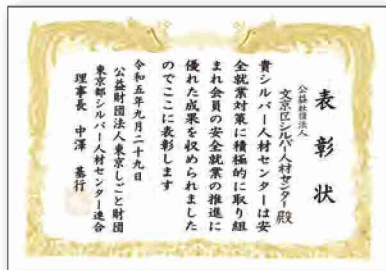 表彰状
公益社団法人
文京区シルバー人材センター殿
貴シルバー人材センターは安
全就業対策に積極的に取り組
まれ会員の安全就業の推進に
優れた成果を収められました
のでここに表彰します
令和五年九月二十九日
公益財団法人東京しごと財団
東京都シルバー人材センター連合
理事長 中澤 基行